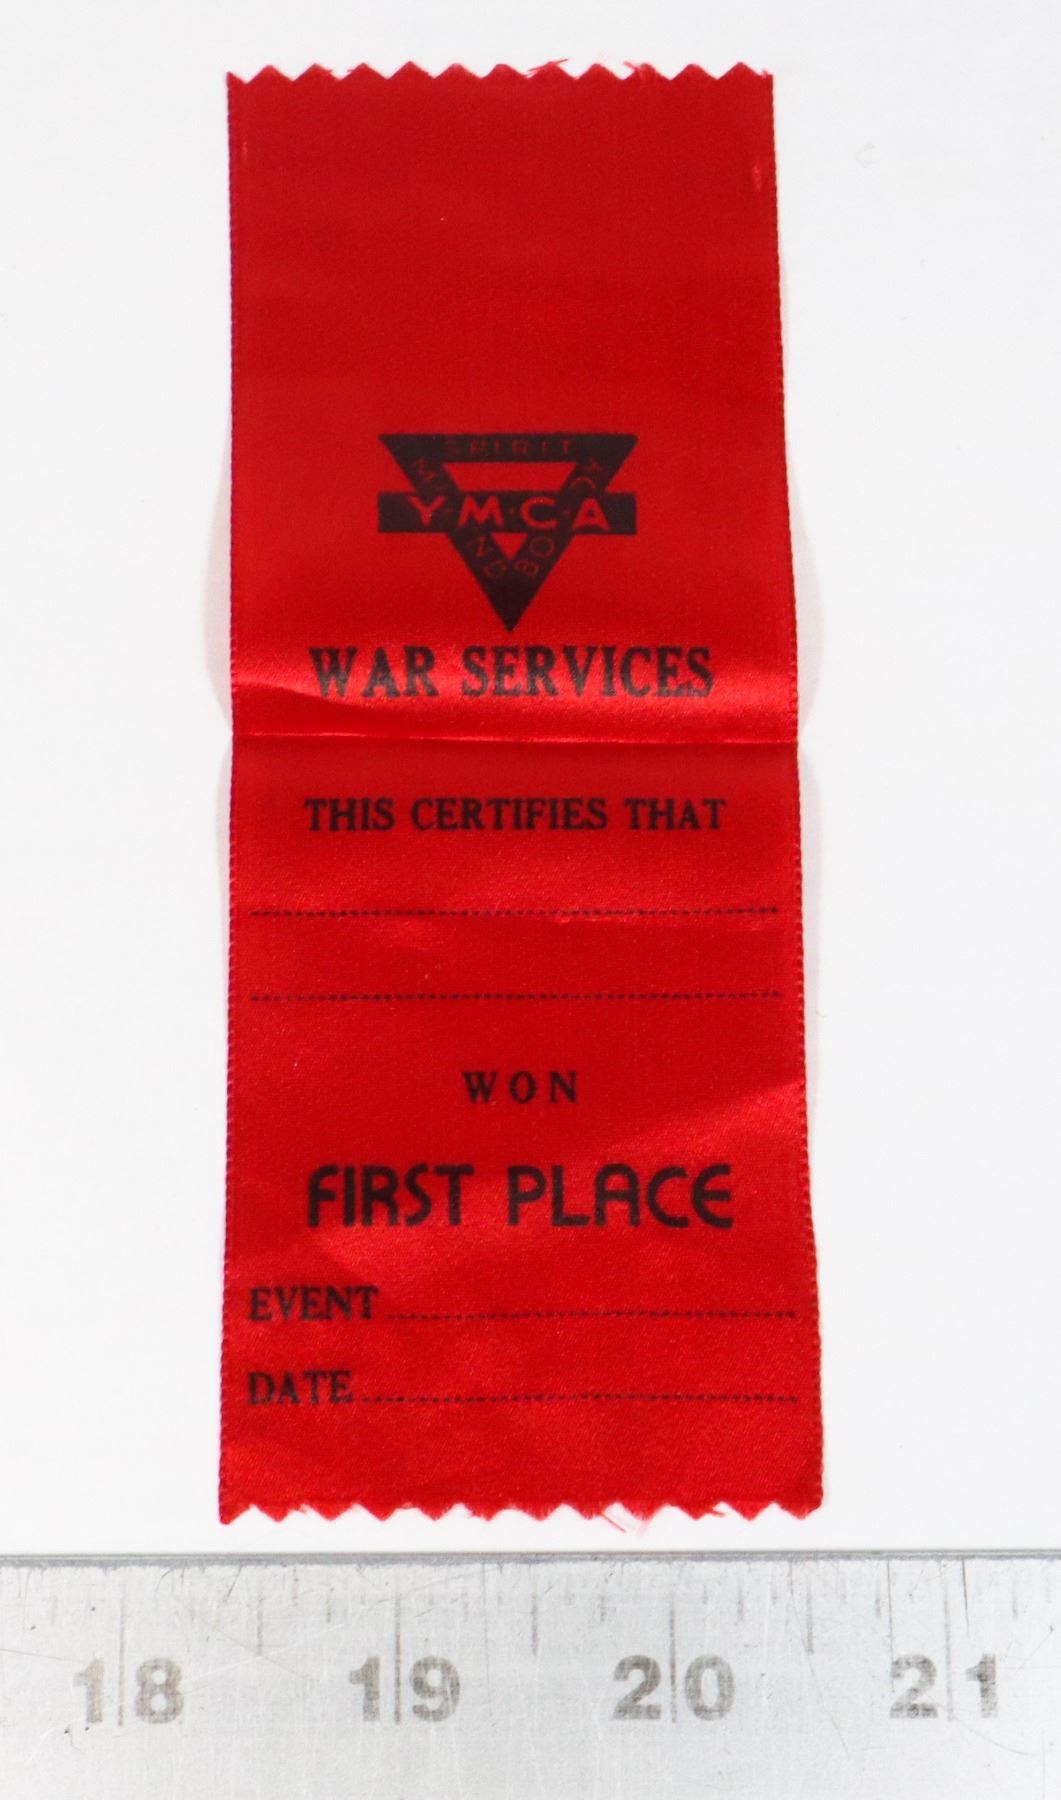 SPIRIT
MIND
BODY
Y·M·C·A
WAR SERVICES
THIS CERTIFIES THAT
WON
FIRST PLACE
EVENT
DATE
18 19 20 21